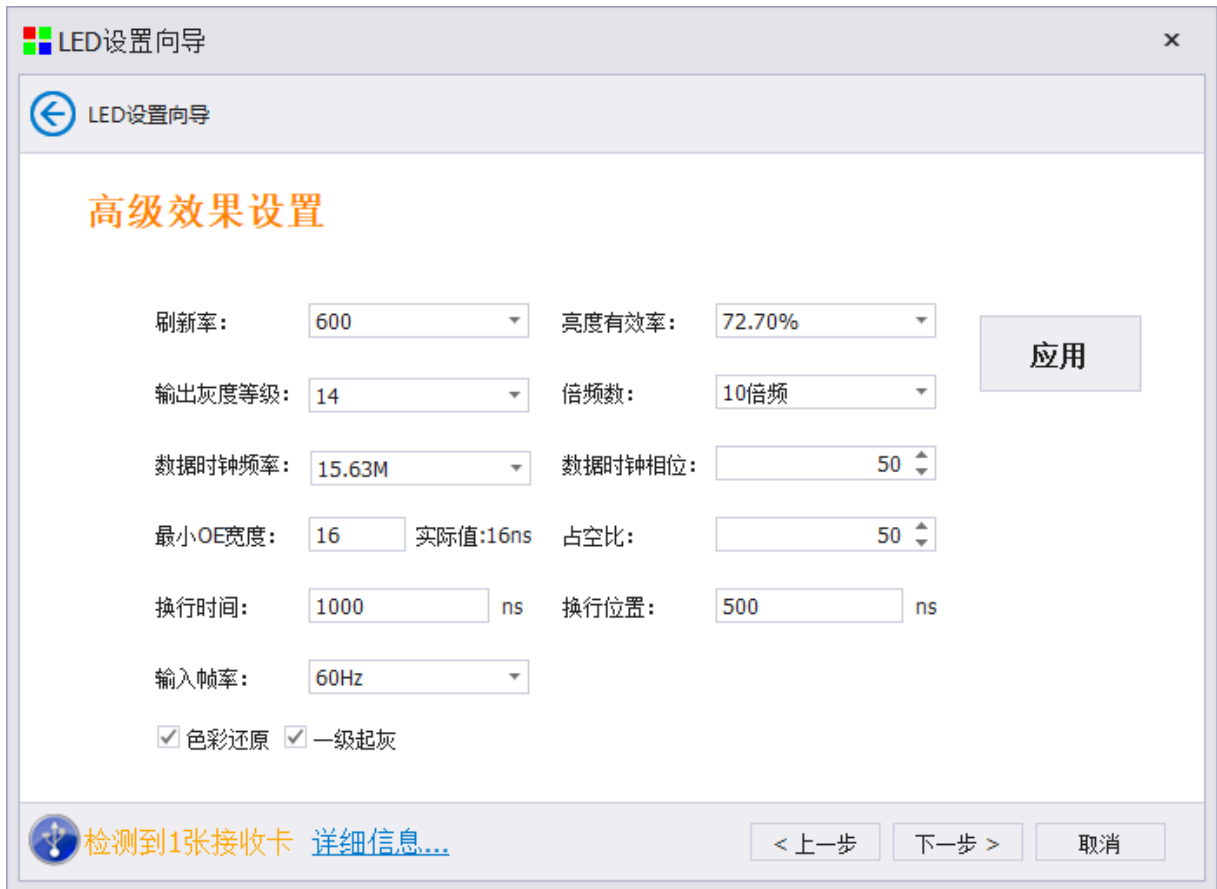 LED设置向导
LED设置向导
高级效果设置
刷新率: 600 亮度有效率: 72.70%
应用
输出灰度等级: 14 倍频数: 10倍频
数据时钟频率: 15.63M 数据时钟相位: 50
最小OE宽度: 16 实际值:16ns 占空比: 50
换行时间: 1000 ns 换行位置: 500 ns
输入帧率: 60Hz
色彩还原 一级起灰
检测到1张接收卡 详细信息... < 上一步 下一步 > 取消